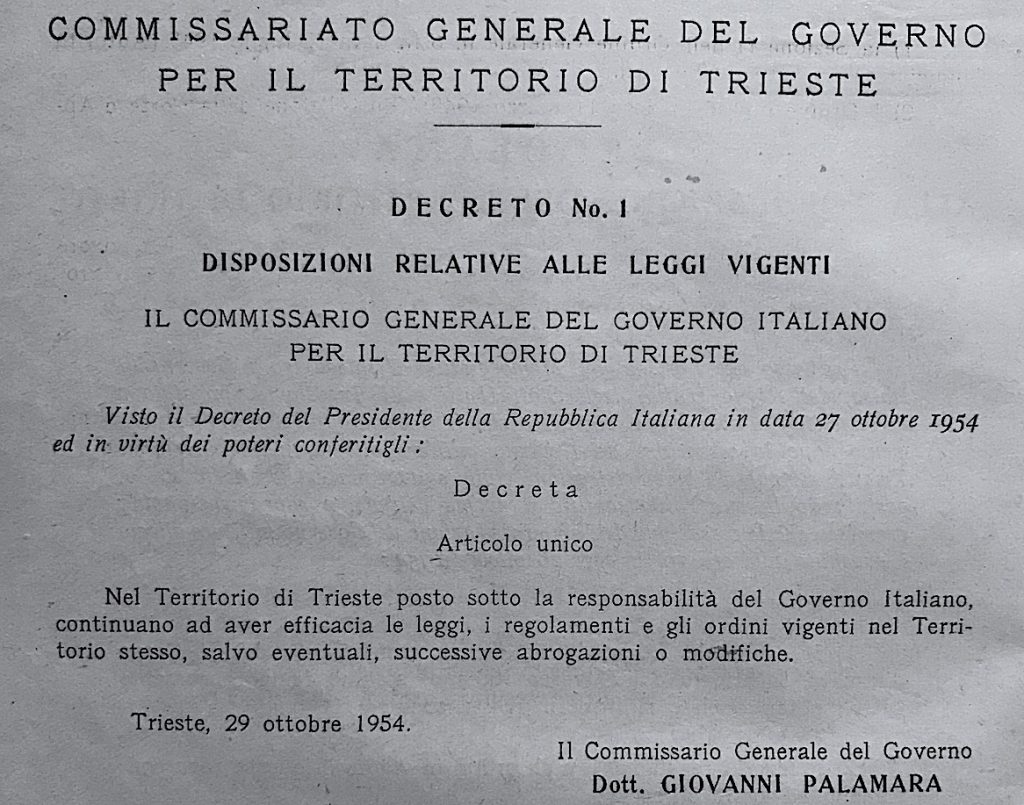 COMMISSARIATO GENERALE DEL GOVERNO
PER IL TERRITORIO DI TRIESTE
DECRETO No. 1
DISPOSIZIONI RELATIVE ALLE LEGGI VIGENTI
IL COMMISSARIO GENERALE DEL GOVERNO ITALIANO
PER IL TERRITORIO DI TRIESTE
Visto il Decreto del Presidente della Repubblica Italiana in data 27 ottobre 1954
ed in virtù dei poteri conferitigli :
Decreta
Articolo unico
Nel Territorio di Trieste posto sotto la responsabilità del Governo Italiano,
continuano ad aver efficacia le leggi, i regolamenti e gli ordini vigenti nel Terri-
torio stesso, salvo eventuali, successive abrogazioni o modifiche.
Trieste, 29 ottobre 1954.
Il Commissario Generale del Governo
Dott. GIOVANNI PALAMARA